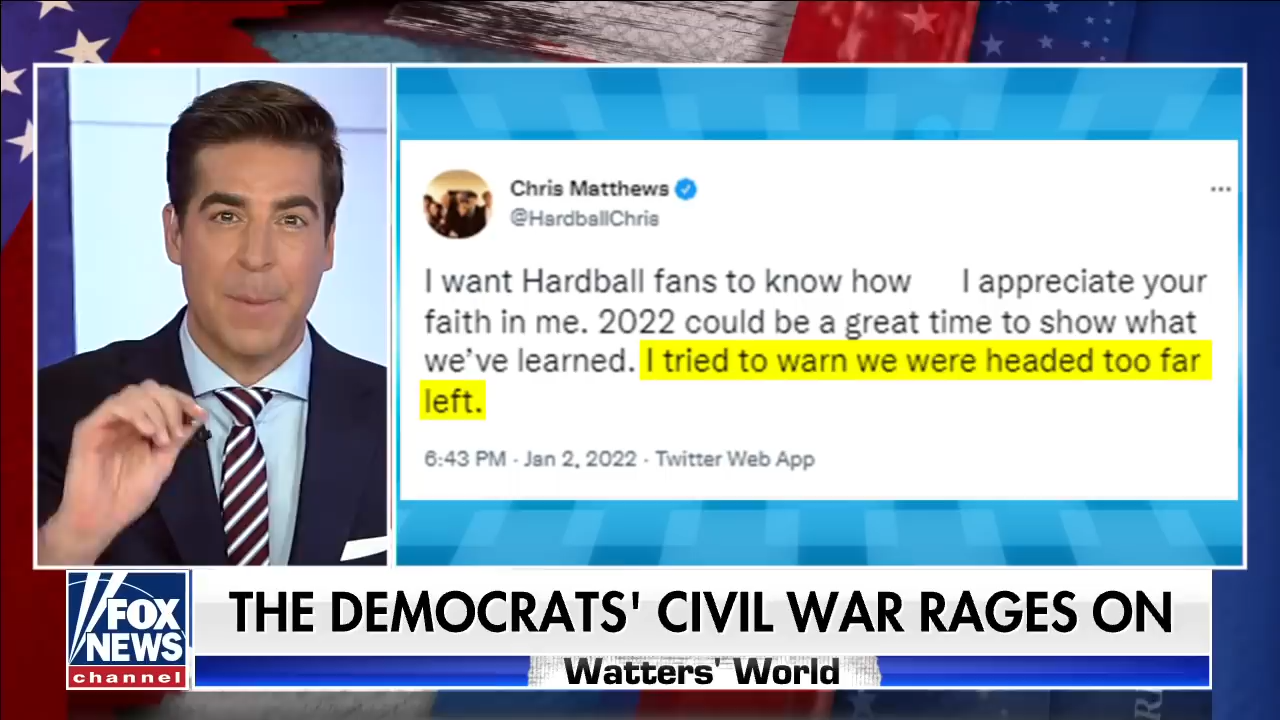 Chris Matthews
@HardballChris
I want Hardball fans to know how I appreciate your
faith in me. 2022 could be a great time to show what
we've learned. I tried to warn we were headed too far
left.
6:43 PM · Jan 2, 2022 · Twitter Web App
FOX
NEWS
channel
THE DEMOCRATS' CIVIL WAR RAGES ON
Watters' World